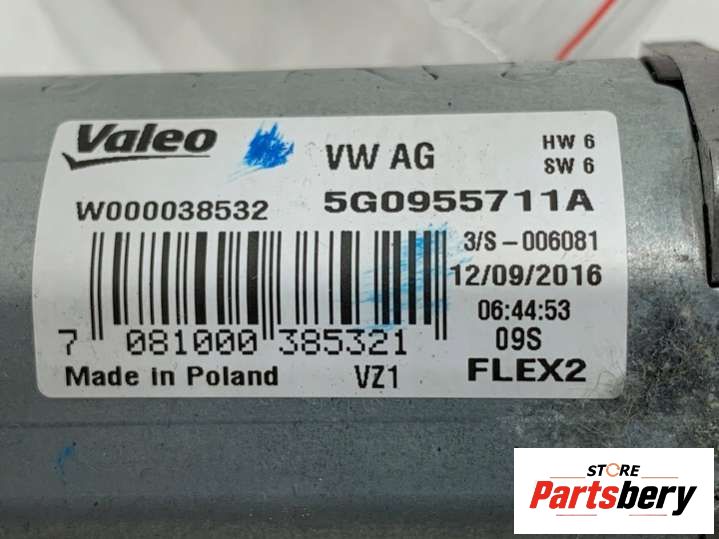 Valeo
VW AG
HW 6
SW 6
W000038532
5G0955711A
3/S-006081
12/09/2016
06:44:53
09S
7 081000 385321
Made in Poland
VZ1
FLEX2
STORE
Partsbery